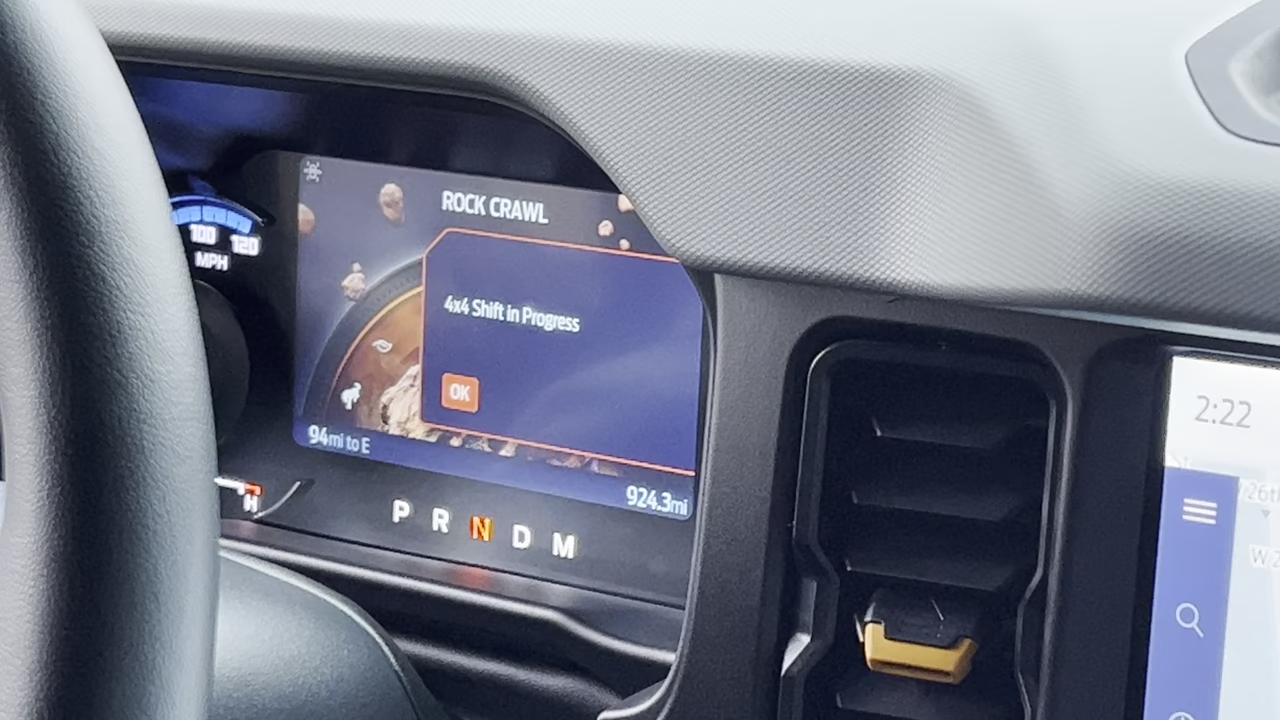 ROCK CRAWL
100
120
MPH
4x4 Shift in Progress
OK
94mi to E
924.3mi
H
P R N D M
2:22